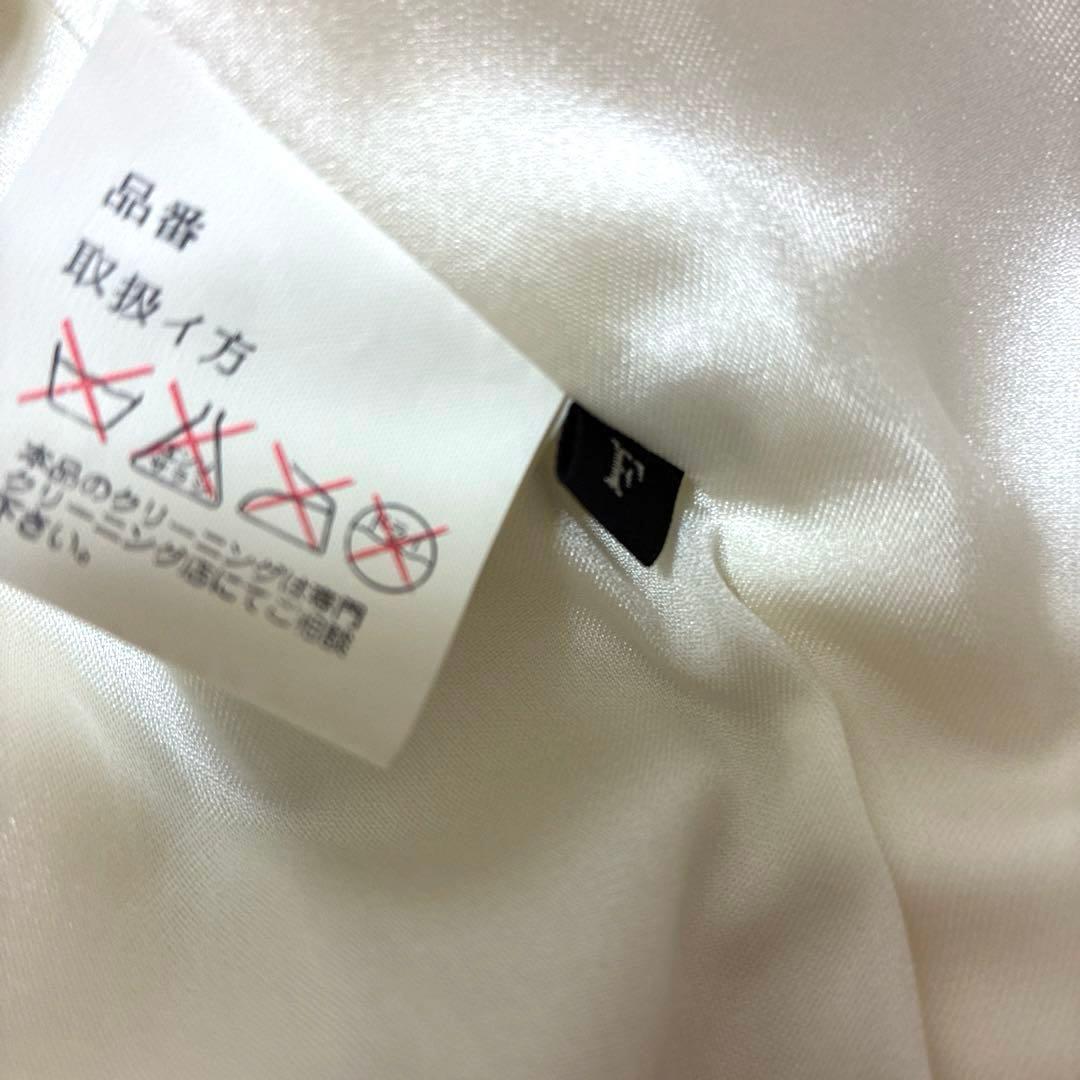 品番
取扱イ方
本品のクリーニングは専門
クリーニング店にてご相談
下さい。
F